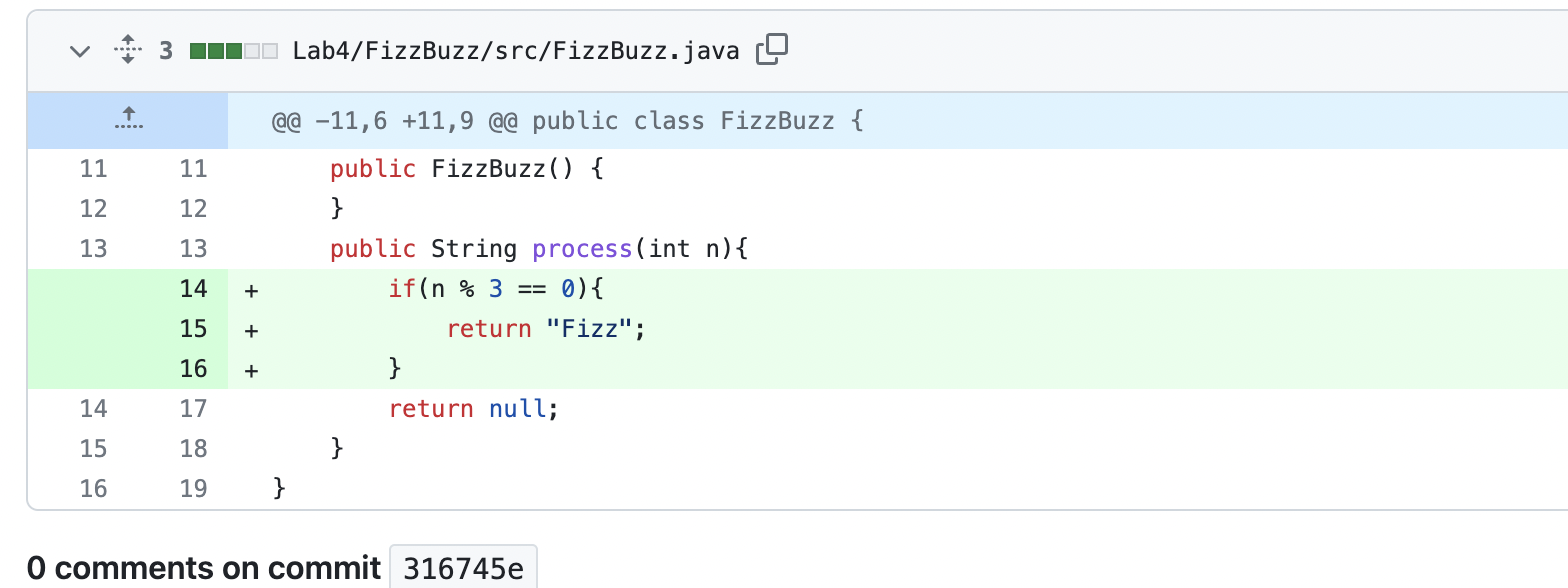 3 Lab4/FizzBuzz/src/FizzBuzz.java
@@ -11,6 +11,9 @@ public class FizzBuzz {
11 11 public FizzBuzz() {
12 12 }
13 13 public String process(int n){
14 + if(n % 3 == 0){
15 + return "Fizz";
16 + }
14 17 return null;
15 18 }
16 19 }
0 comments on commit 316745e